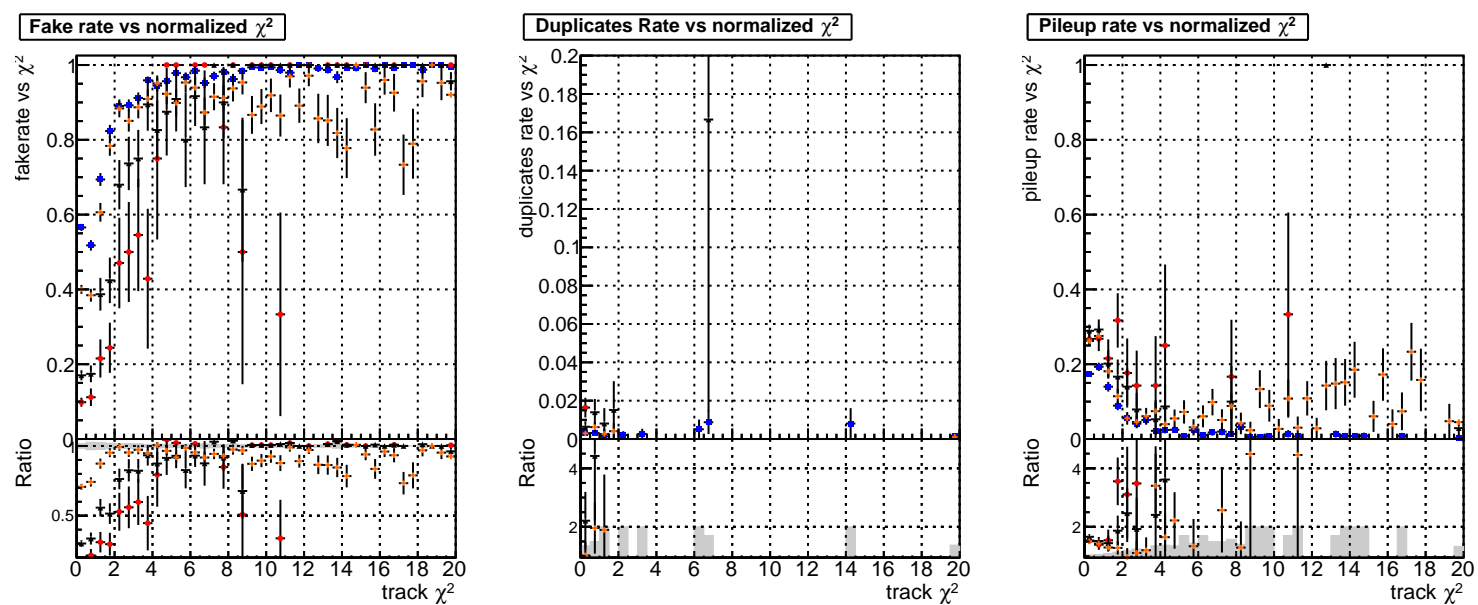 Fake rate vs normalized χ²
fakerate vs χ²
1
0.8
0.6
0.4
0.2
0
Ratio
1
0.5
0 2 4 6 8 10 12 14 16 18 20
track χ²
Duplicates Rate vs normalized χ²
duplicates rate vs χ²
0.2
0.18
0.16
0.14
0.12
0.1
0.08
0.06
0.04
0.02
0
Ratio
4
2
0 2 4 6 8 10 12 14 16 18 20
track χ²
Pileup rate vs normalized χ²
pileup rate vs χ²
1
0.8
0.6
0.4
0.2
0
Ratio
4
2
0 2 4 6 8 10 12 14 16 18 20
track χ²